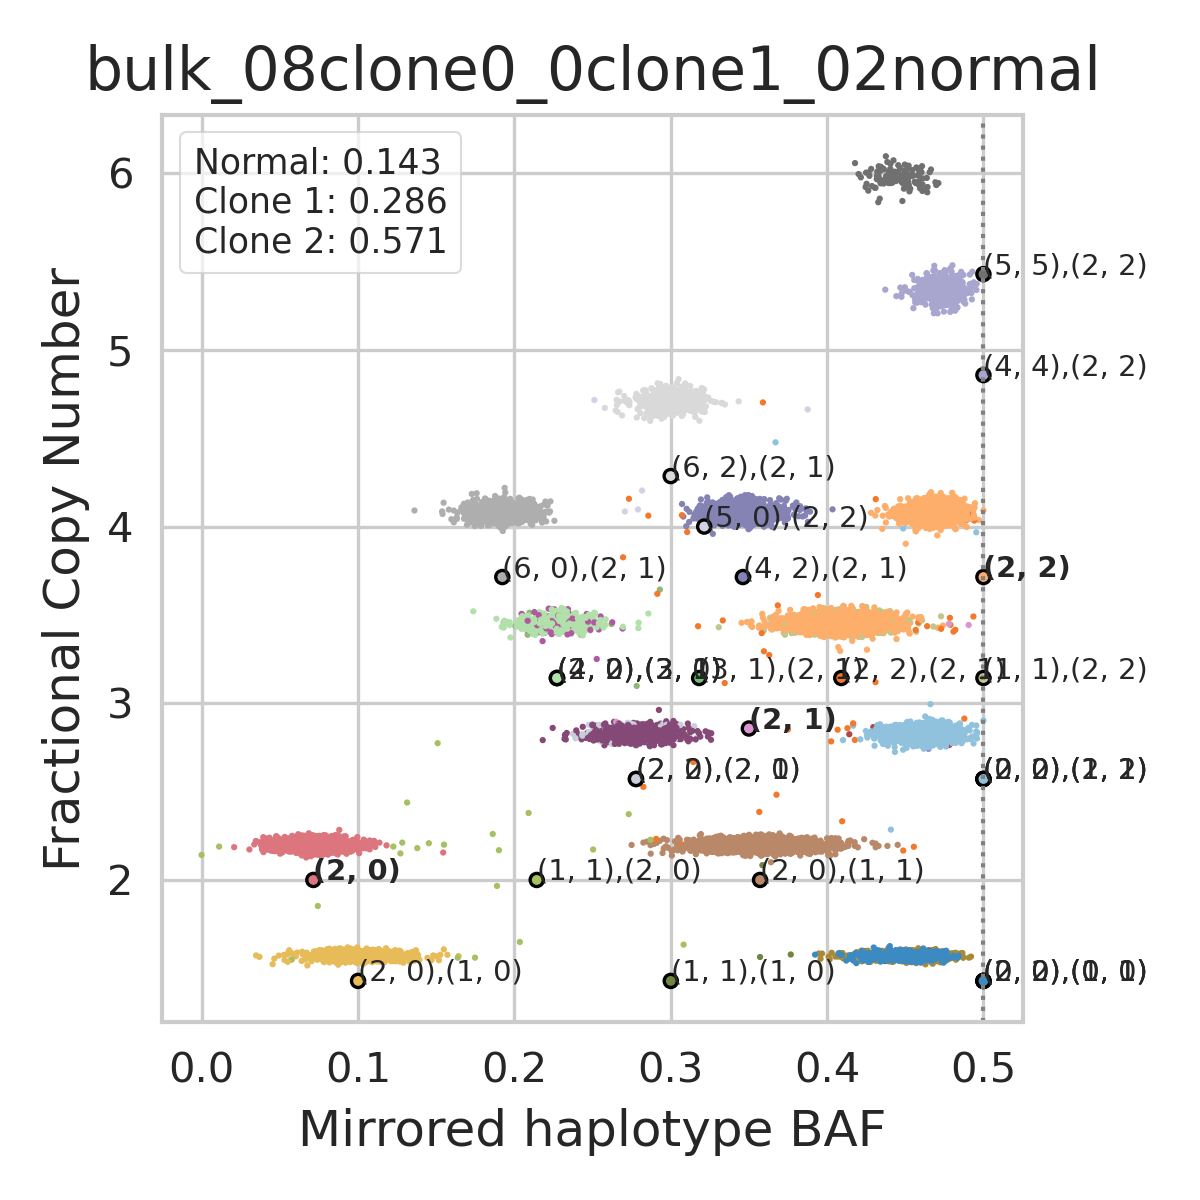 bulk_08clone0_0clone1_02normal
Normal: 0.143
Clone 1: 0.286
Clone 2: 0.571
6
5
4
3
2
Fractional Copy Number
(5, 5),(2, 2)
(4, 4),(2, 2)
(6, 2),(2, 1)
(5, 0),(2, 2)
(6, 0),(2, 1)
(4, 2),(2, 1)
(2, 2)
(2, 2),(2, 1)
(1, 1),(2, 2)
(2, 1)
(2, 0)
(1, 1),(2, 0)
(2, 0),(1, 1)
(2, 0),(1, 0)
(1, 1),(1, 0)
0.0
0.1
0.2
0.3
0.4
0.5
Mirrored haplotype BAF